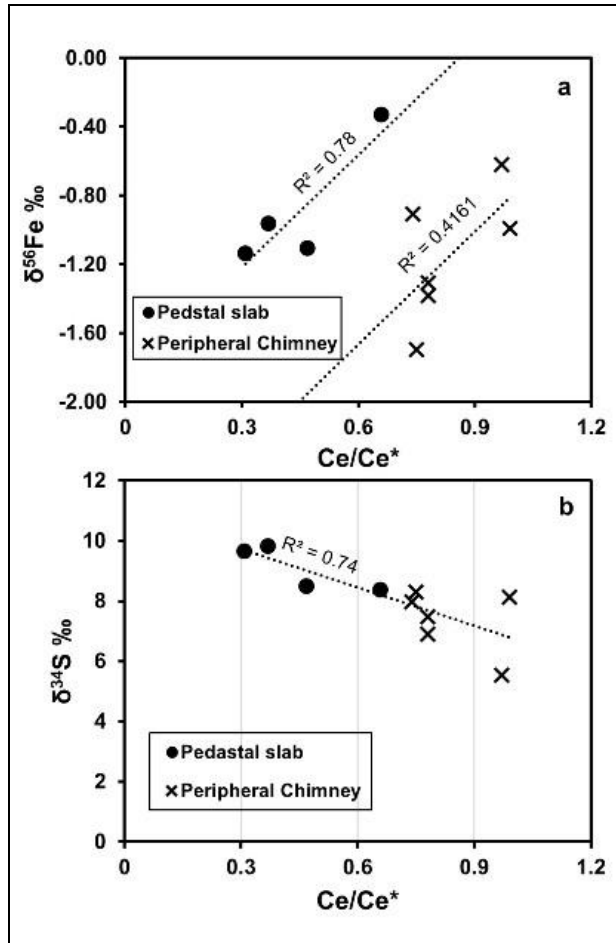 0.00
a
-0.40
R² = 0.78
-0.80
δ⁵⁶Fe ‰
R² = 0.4161
-1.20
Pedstal slab
Peripheral Chimney
-1.60
-2.00
0 0.3 0.6 0.9 1.2
Ce/Ce*
12
b
10
R² = 0.74
8
δ³⁴S ‰
6
4
Pedastal slab
2
Peripheral Chimney
0
0 0.3 0.6 0.9 1.2
Ce/Ce*